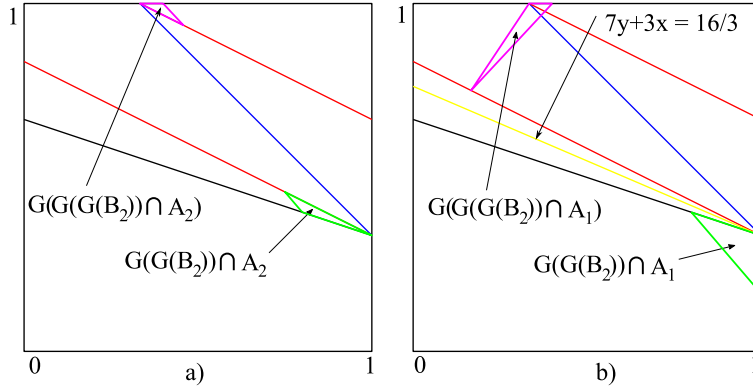 1
G(G(G(B₂))∩A₂)
G(G(B₂))∩A₂
0
1
a)
1
7y+3x = 16/3
G(G(G(B₂))∩A₁)
G(G(B₂))∩A₁
0
b)